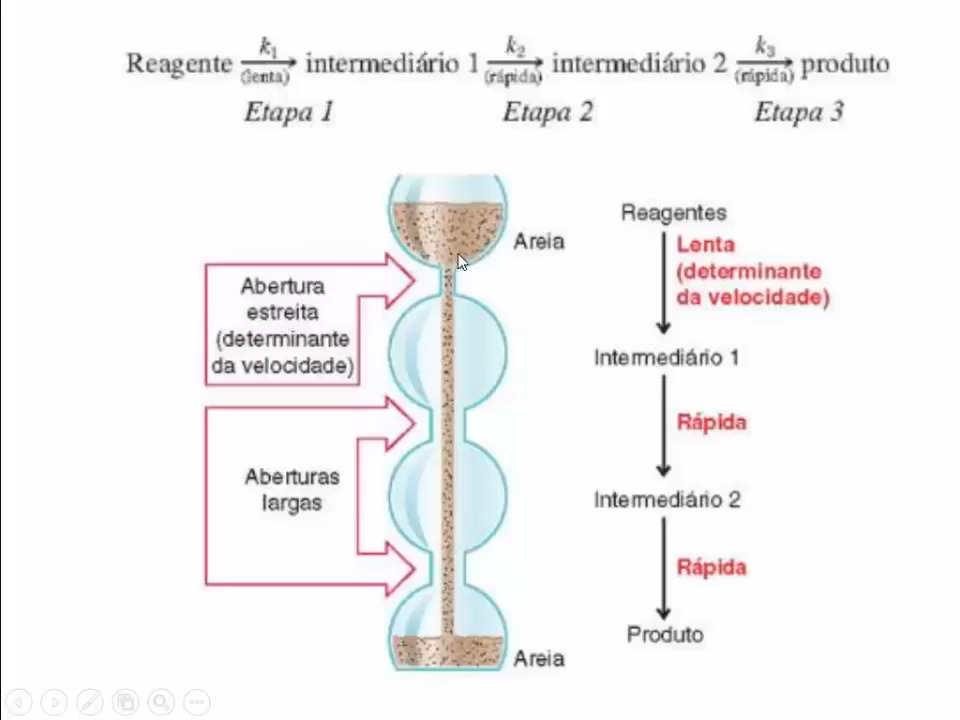 Reagente k₁ (lenta) → intermediário 1 k₂ (rápida) → intermediário 2 k₃ (rápida) → produto
Etapa 1 Etapa 2 Etapa 3
Areia
Abertura
estreita
(determinante
da velocidade)
Aberturas
largas
Areia
Reagentes
Lenta
(determinante
da velocidade)
Intermediário 1
Rápida
Intermediário 2
Rápida
Produto